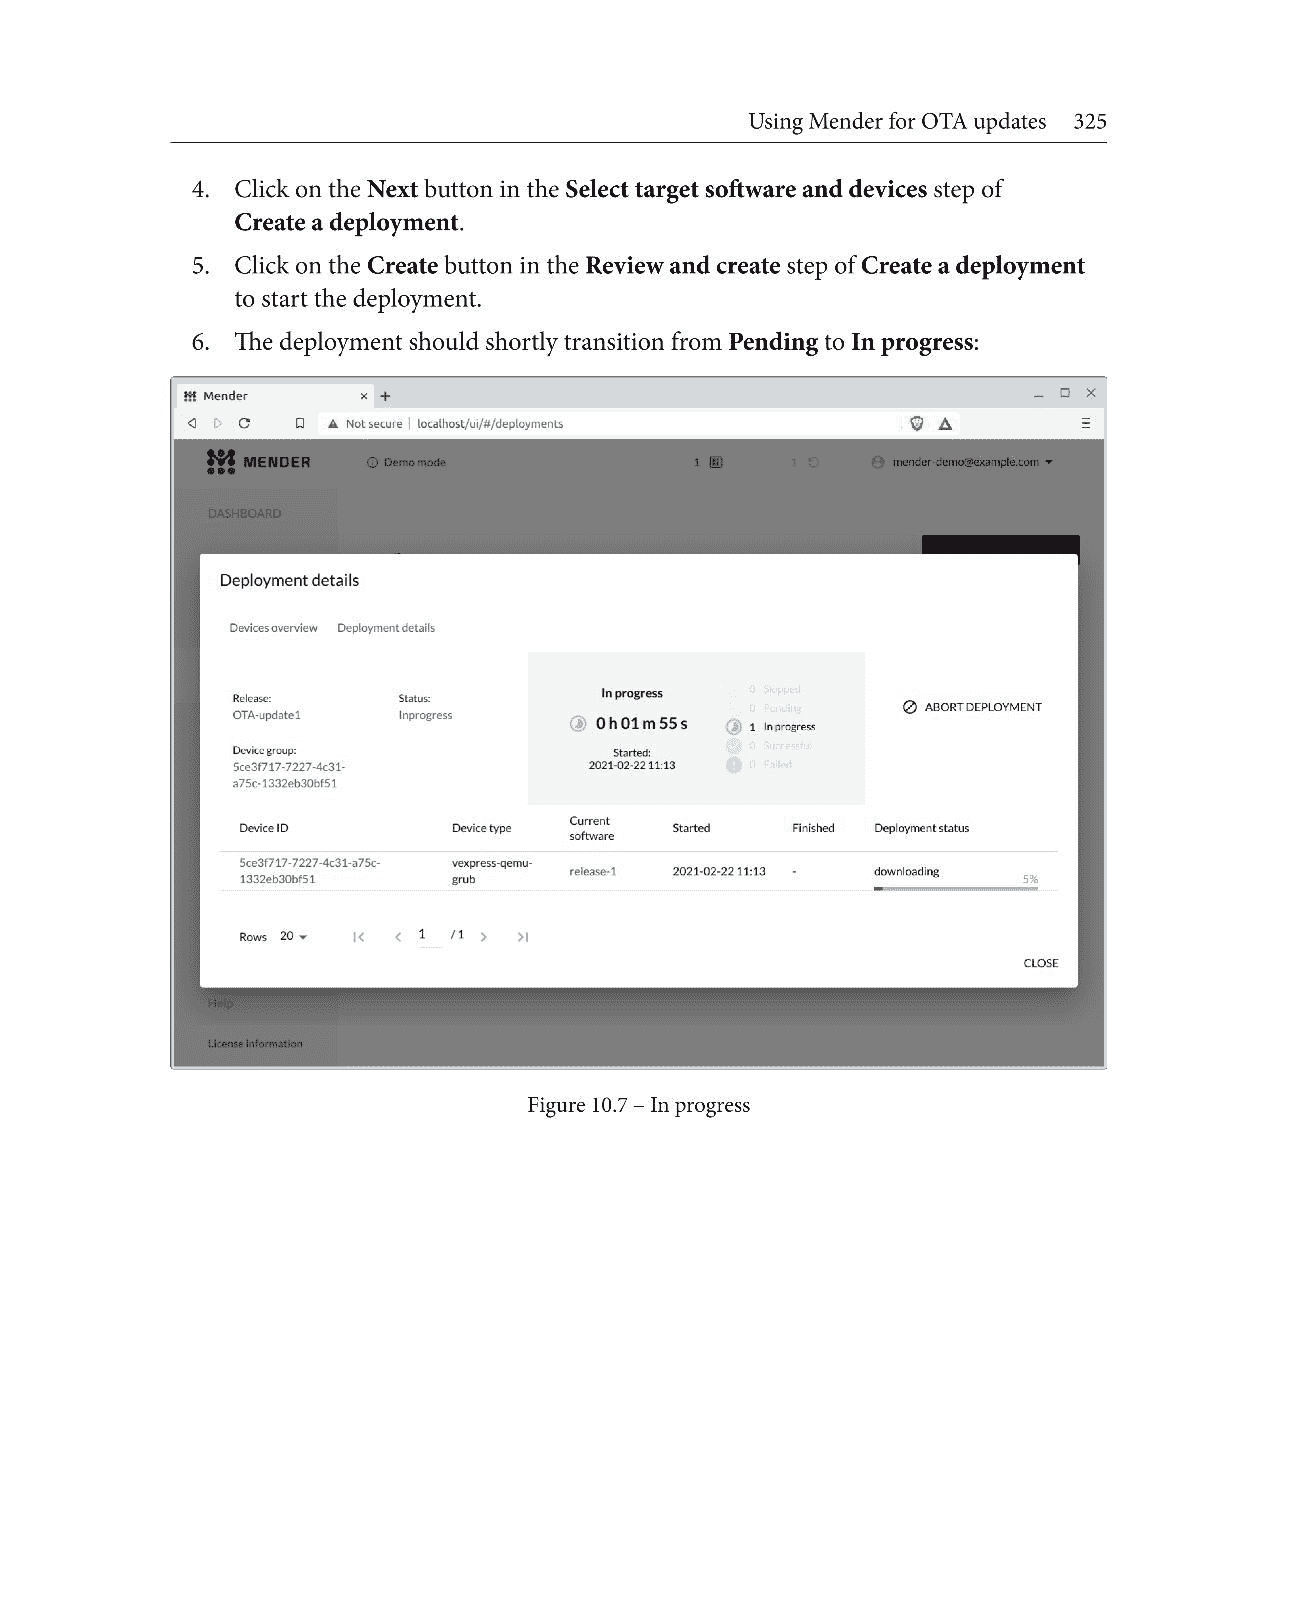 Using Mender for OTA updates 325
4. Click on the Next button in the Select target software and devices step of
Create a deployment.
5. Click on the Create button in the Review and create step of Create a deployment
to start the deployment.
6. The deployment should shortly transition from Pending to In progress:
Mender × +
Not secure | localhost/ui/#/deployments
MENDER Demo mode 1 1 mender-demo@example.com
DASHBOARD
Deployment details
Devices overview Deployment details
In progress
0 h 01 m 55 s
Started:
2021-02-22 11:13
0 Skipped
0 Pending
1 In progress
0 Successful
0 Failed
Release:
OTA-update1
Status:
Inprogress
ABORT DEPLOYMENT
Device group:
5ce3f717-7227-4c31-
a75c-1332eb30bf51
Device ID Device type Current software Started Finished Deployment status
5ce3f717-7227-4c31-a75c- vexpress-qemu- release-1 2021-02-22 11:13 - downloading 5%
1332eb30bf51 grub
Rows 20 |< < 1 /1 > >|
CLOSE
Help
License information
Figure 10.7 – In progress